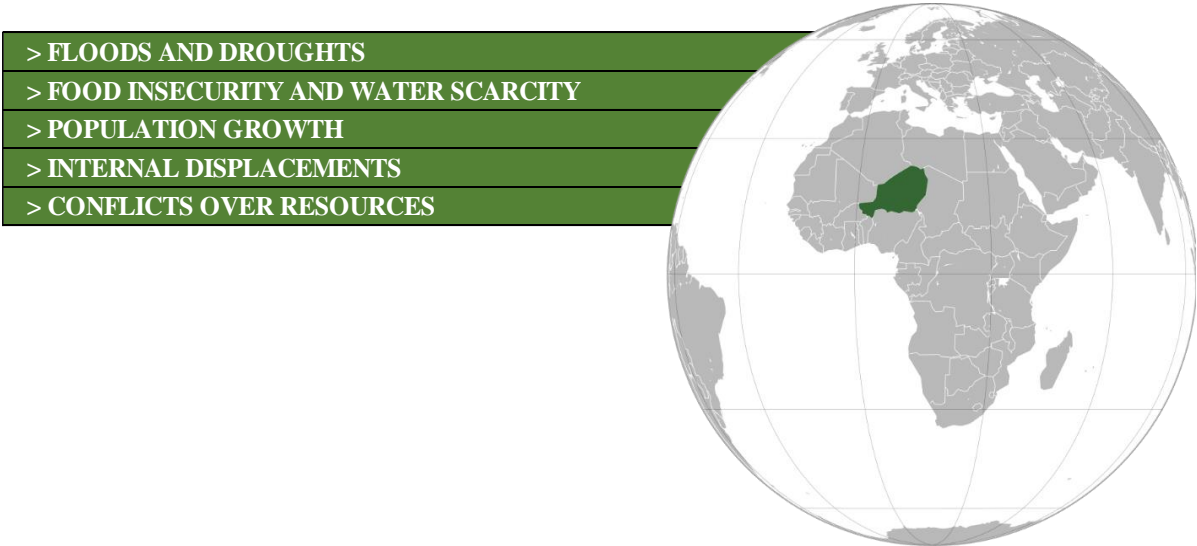 > FLOODS AND DROUGHTS
> FOOD INSECURITY AND WATER SCARCITY
> POPULATION GROWTH
> INTERNAL DISPLACEMENTS
> CONFLICTS OVER RESOURCES